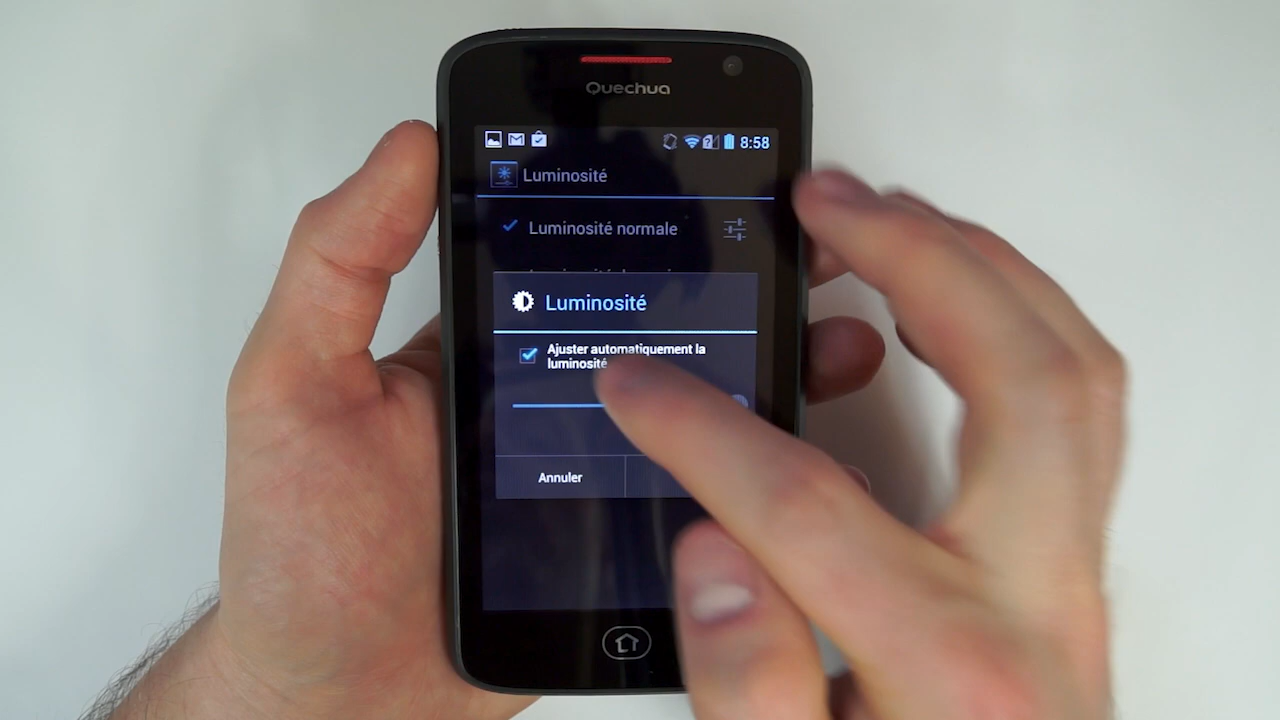 Quechua
8:58
Luminosité
Luminosité normale
Luminosité
Ajuster automatiquement la
luminosité
Annuler